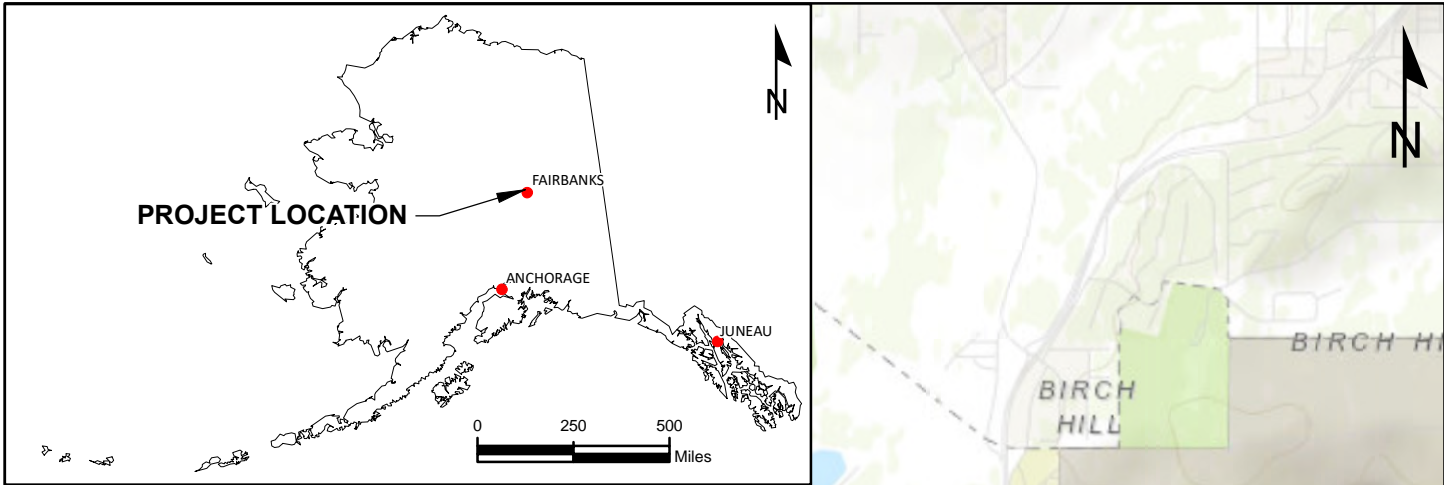 N
FAIRBANKS
PROJECT LOCATION
ANCHORAGE
JUNEAU
0 250 500
Miles
N
BIRCH HI
BIRCH
HILL